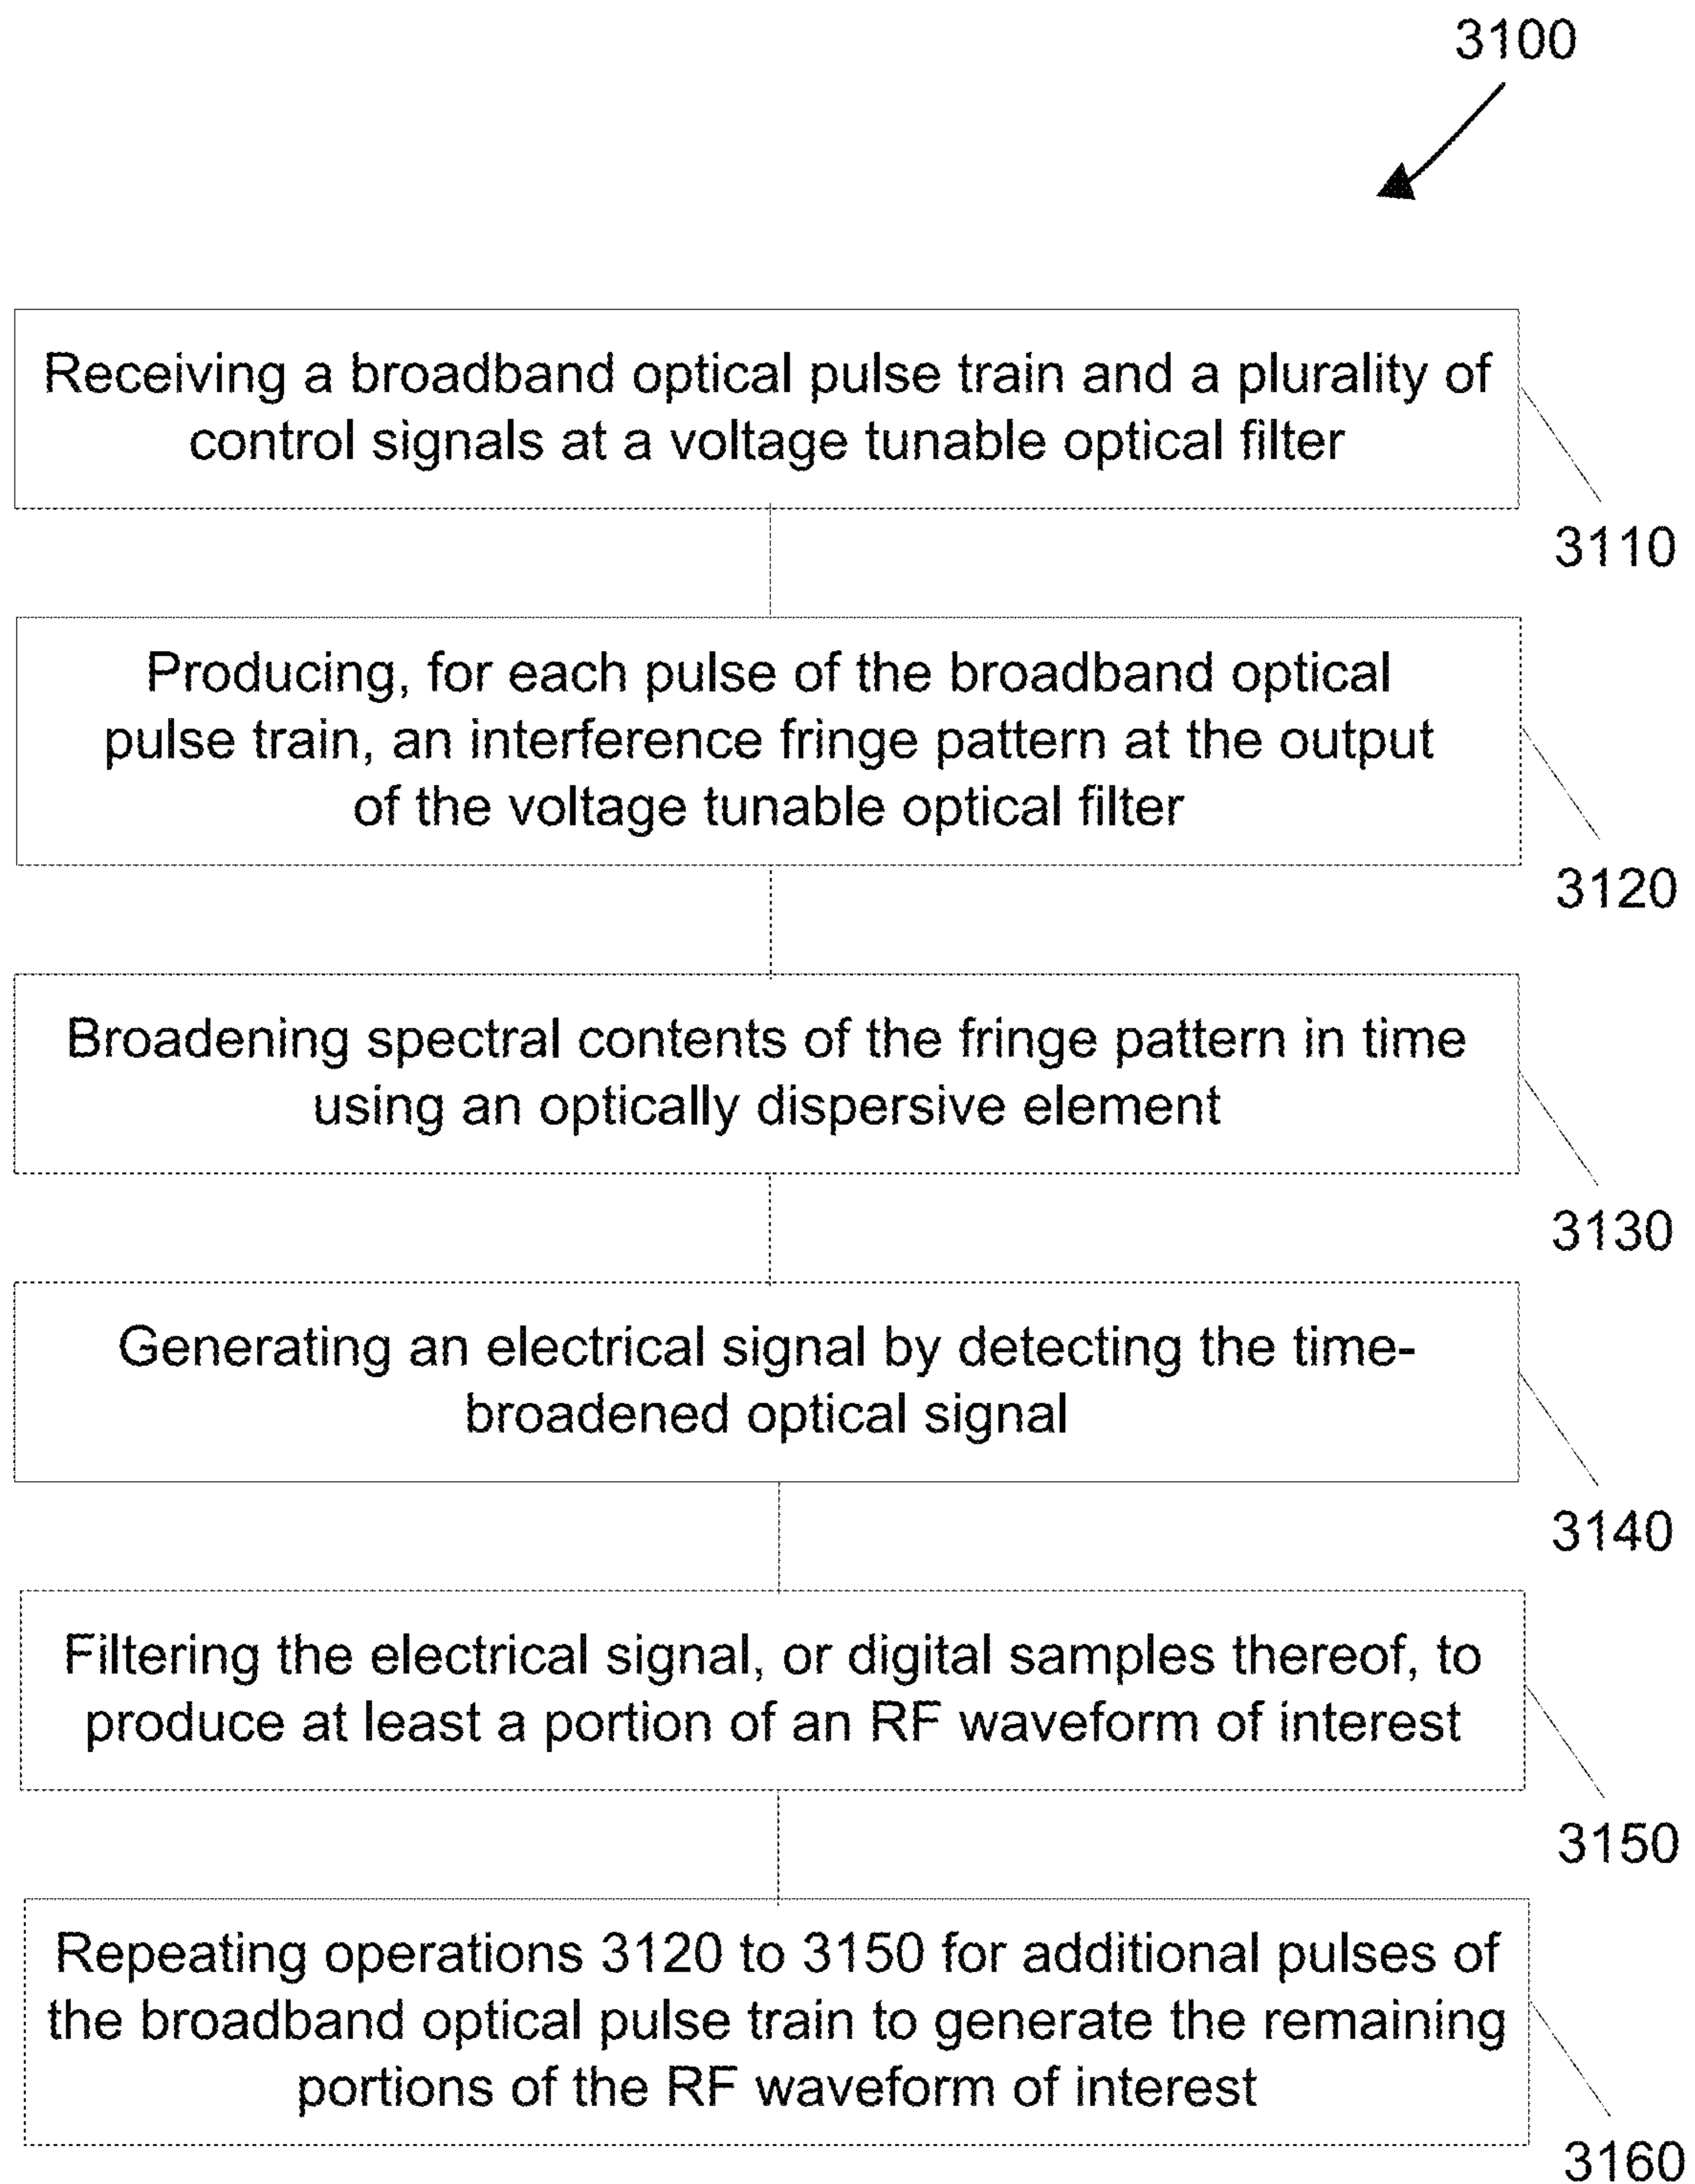 3100
Receiving a broadband optical pulse train and a plurality of
control signals at a voltage tunable optical filter
3110
Producing, for each pulse of the broadband optical
pulse train, an interference fringe pattern at the output
of the voltage tunable optical filter
3120
Broadening spectral contents of the fringe pattern in time
using an optically dispersive element
3130
Generating an electrical signal by detecting the time-
broadened optical signal
3140
Filtering the electrical signal, or digital samples thereof, to
produce at least a portion of an RF waveform of interest
3150
Repeating operations 3120 to 3150 for additional pulses of
the broadband optical pulse train to generate the remaining
portions of the RF waveform of interest
3160